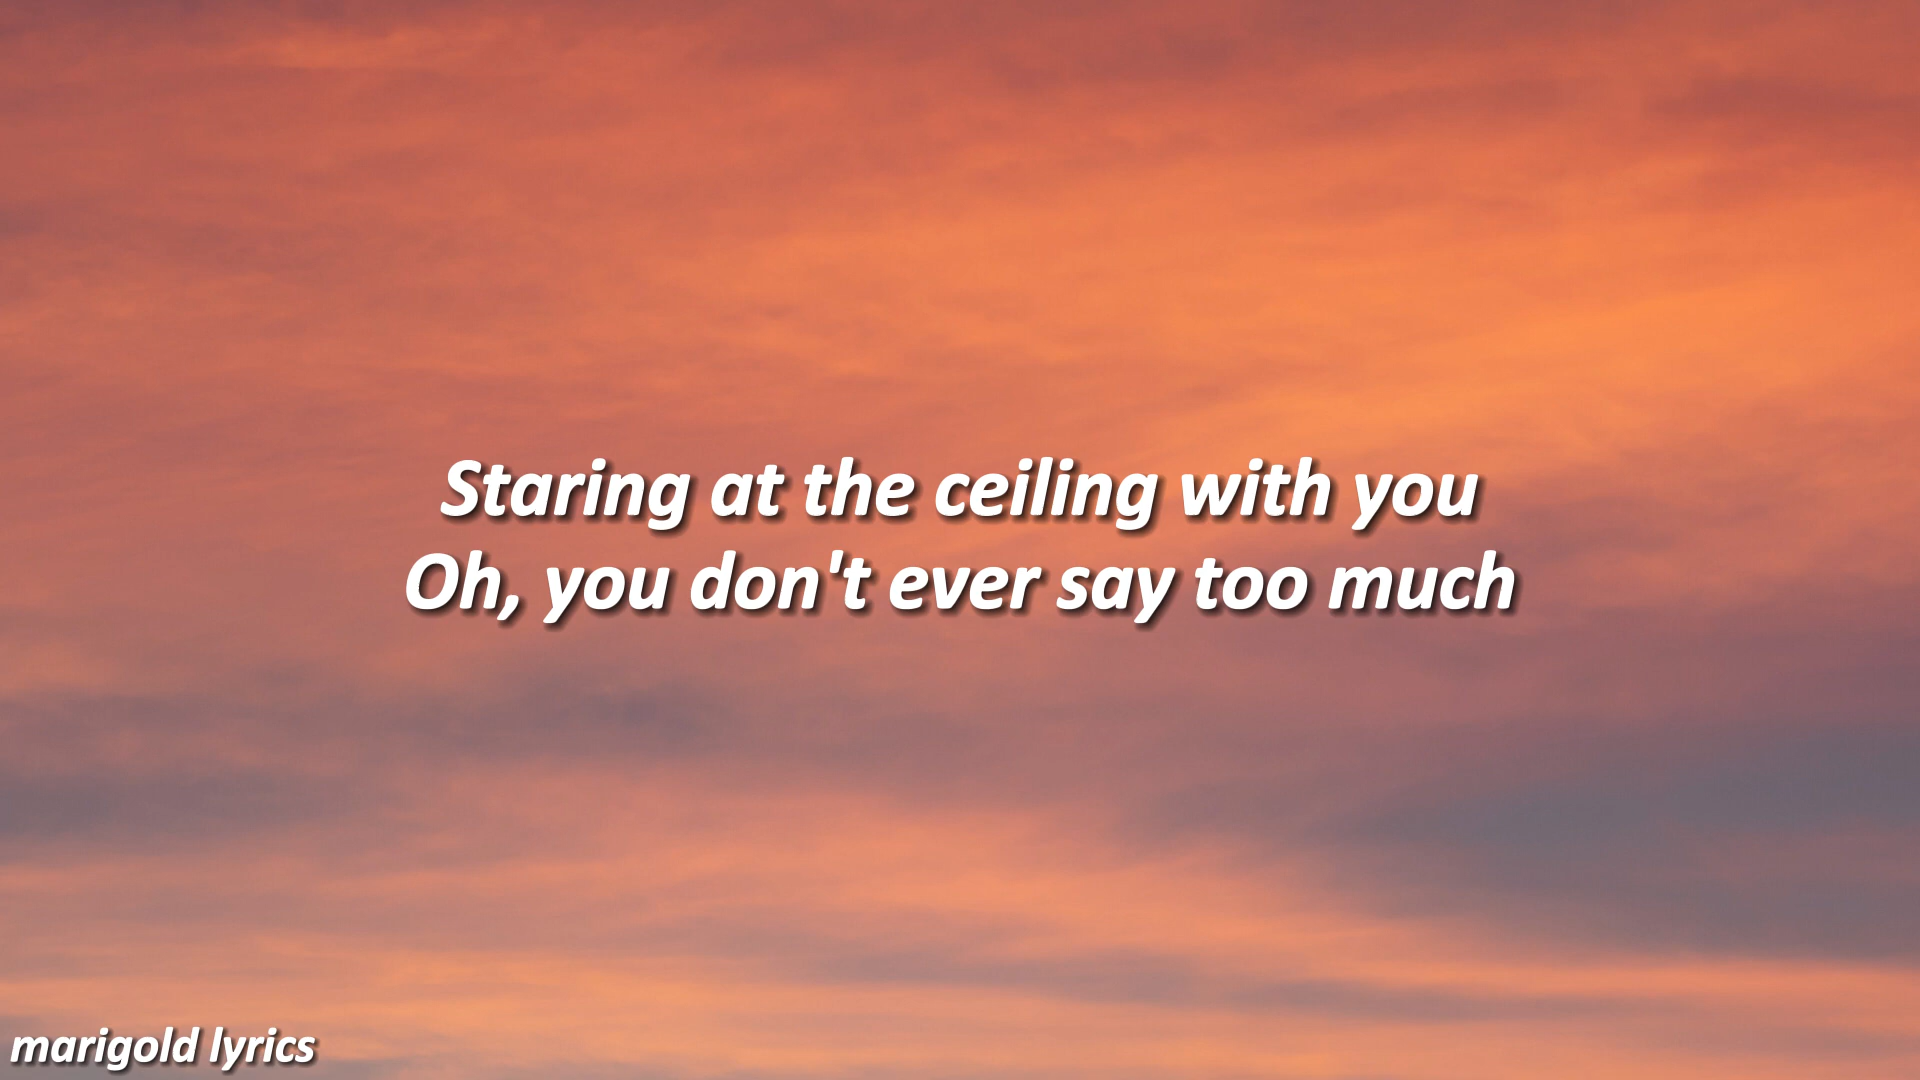 Staring at the ceiling with you
Oh, you don't ever say too much
marigold lyrics